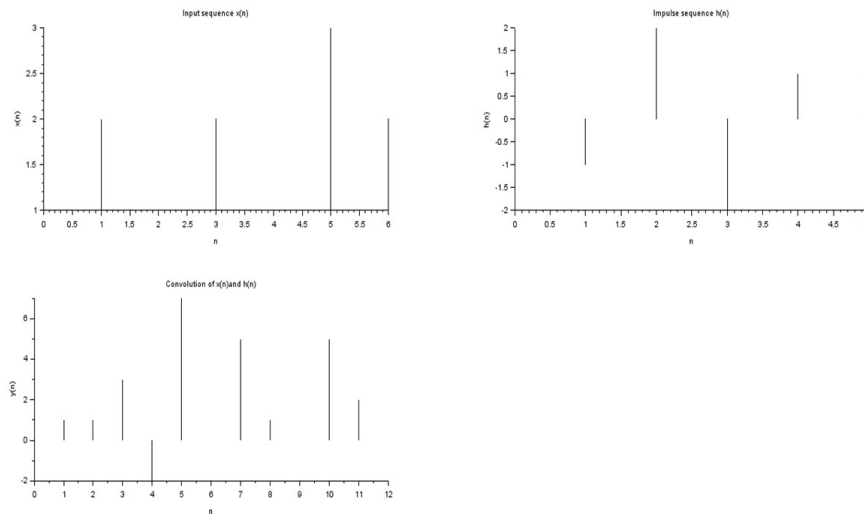 Input sequence x(n)
3
2.5
2
1.5
1
x(n)
0 0.5 1 1.5 2 2.5 3 3.5 4 4.5 5 5.5 6
n
Impulse sequence h(n)
2
1.5
1
0.5
0
-0.5
-1
-1.5
-2
h(n)
0 0.5 1 1.5 2 2.5 3 3.5 4 4.5
n
Convolution of x(n)and h(n)
6
4
2
0
-2
y(n)
0 1 2 3 4 5 6 7 8 9 10 11 12
n